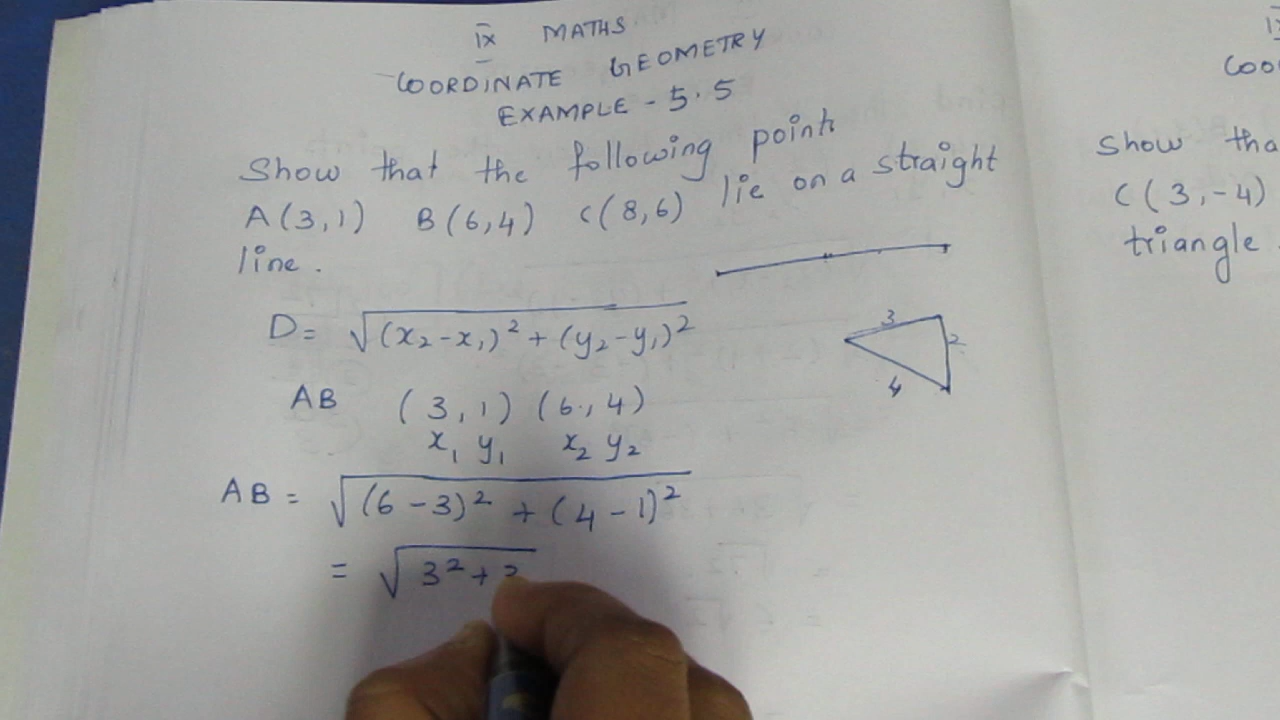 IX MATHS
COORDINATE GEOMETRY
EXAMPLE - 5.5
Show that the following points
A(3,1) B(6,4) C(8,6) lie on a straight
line.
D = √(x₂-x₁)² + (y₂-y₁)²
3
2
4
AB (3,1) (6,4)
x₁ y₁ x₂ y₂
AB = √(6-3)² + (4-1)²
= √3²+
Show
C(3,-4)
triangle